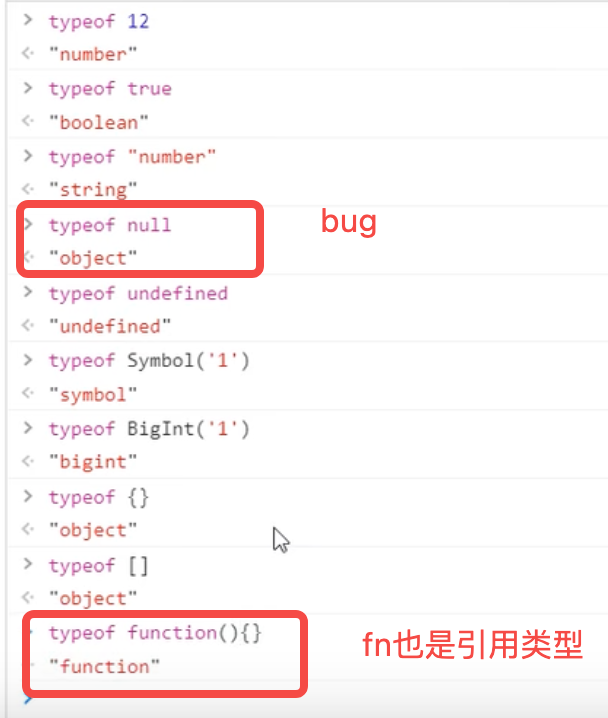 > typeof 12
<· "number"
> typeof true
<· "boolean"
> typeof "number"
<· "string"
> typeof null
bug
<· "object"
> typeof undefined
<· "undefined"
> typeof Symbol('1')
<· "symbol"
> typeof BigInt('1')
<· "bigint"
> typeof {}
<· "object"
> typeof []
<· "object"
> typeof function(){}
fn也是引用类型
<· "function"
>